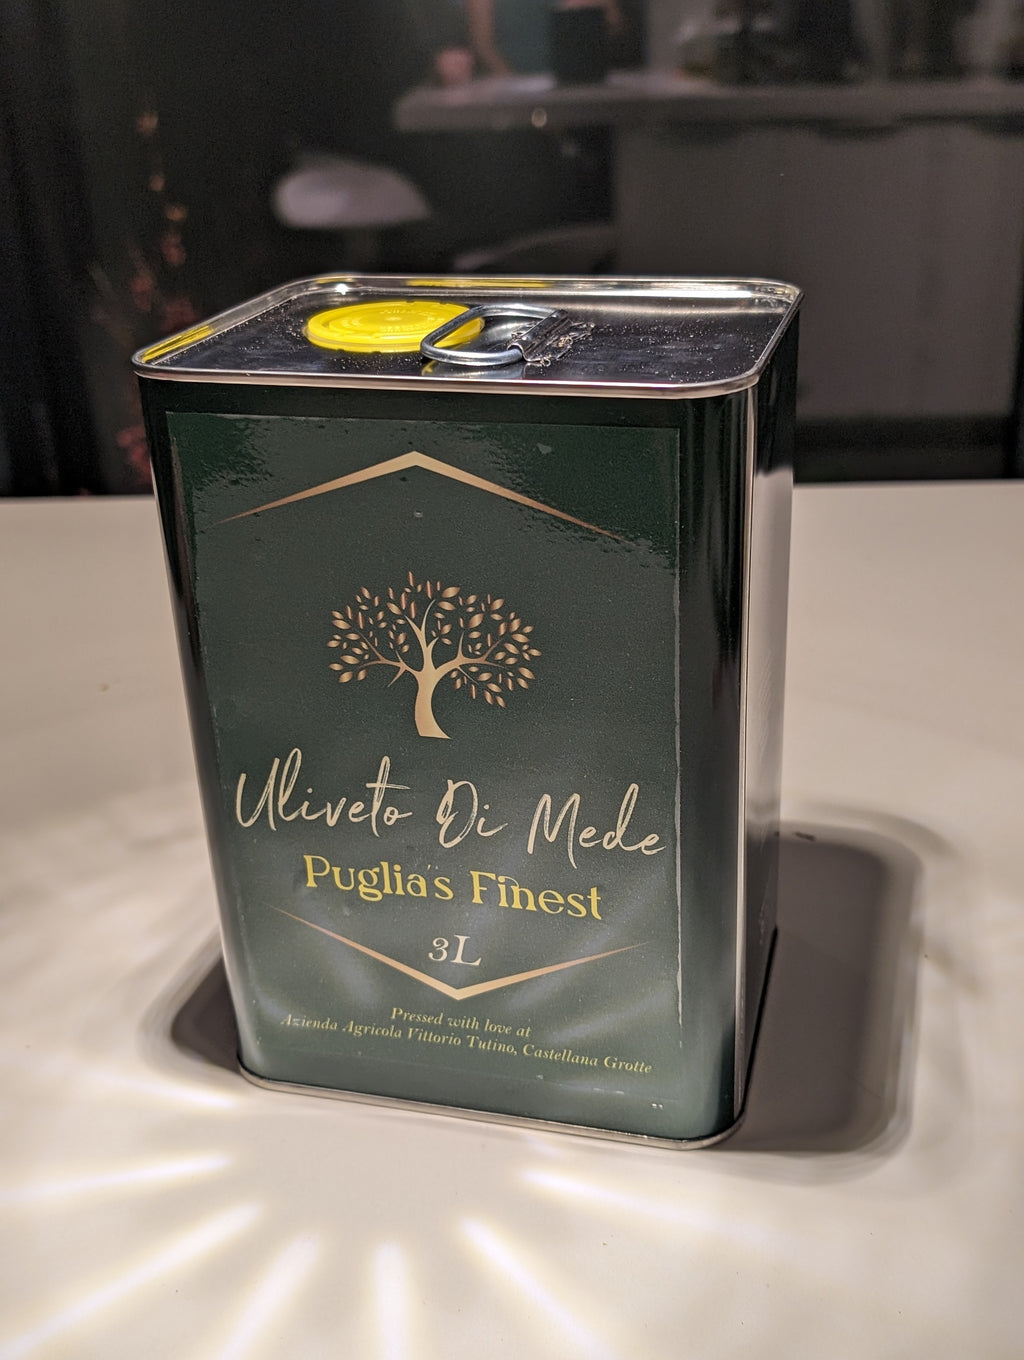 Uliveto Di Mede
Puglia's Finest
3L
Pressed with love at
Azienda Agricola Vittorio Tutino, Castellana Grotte